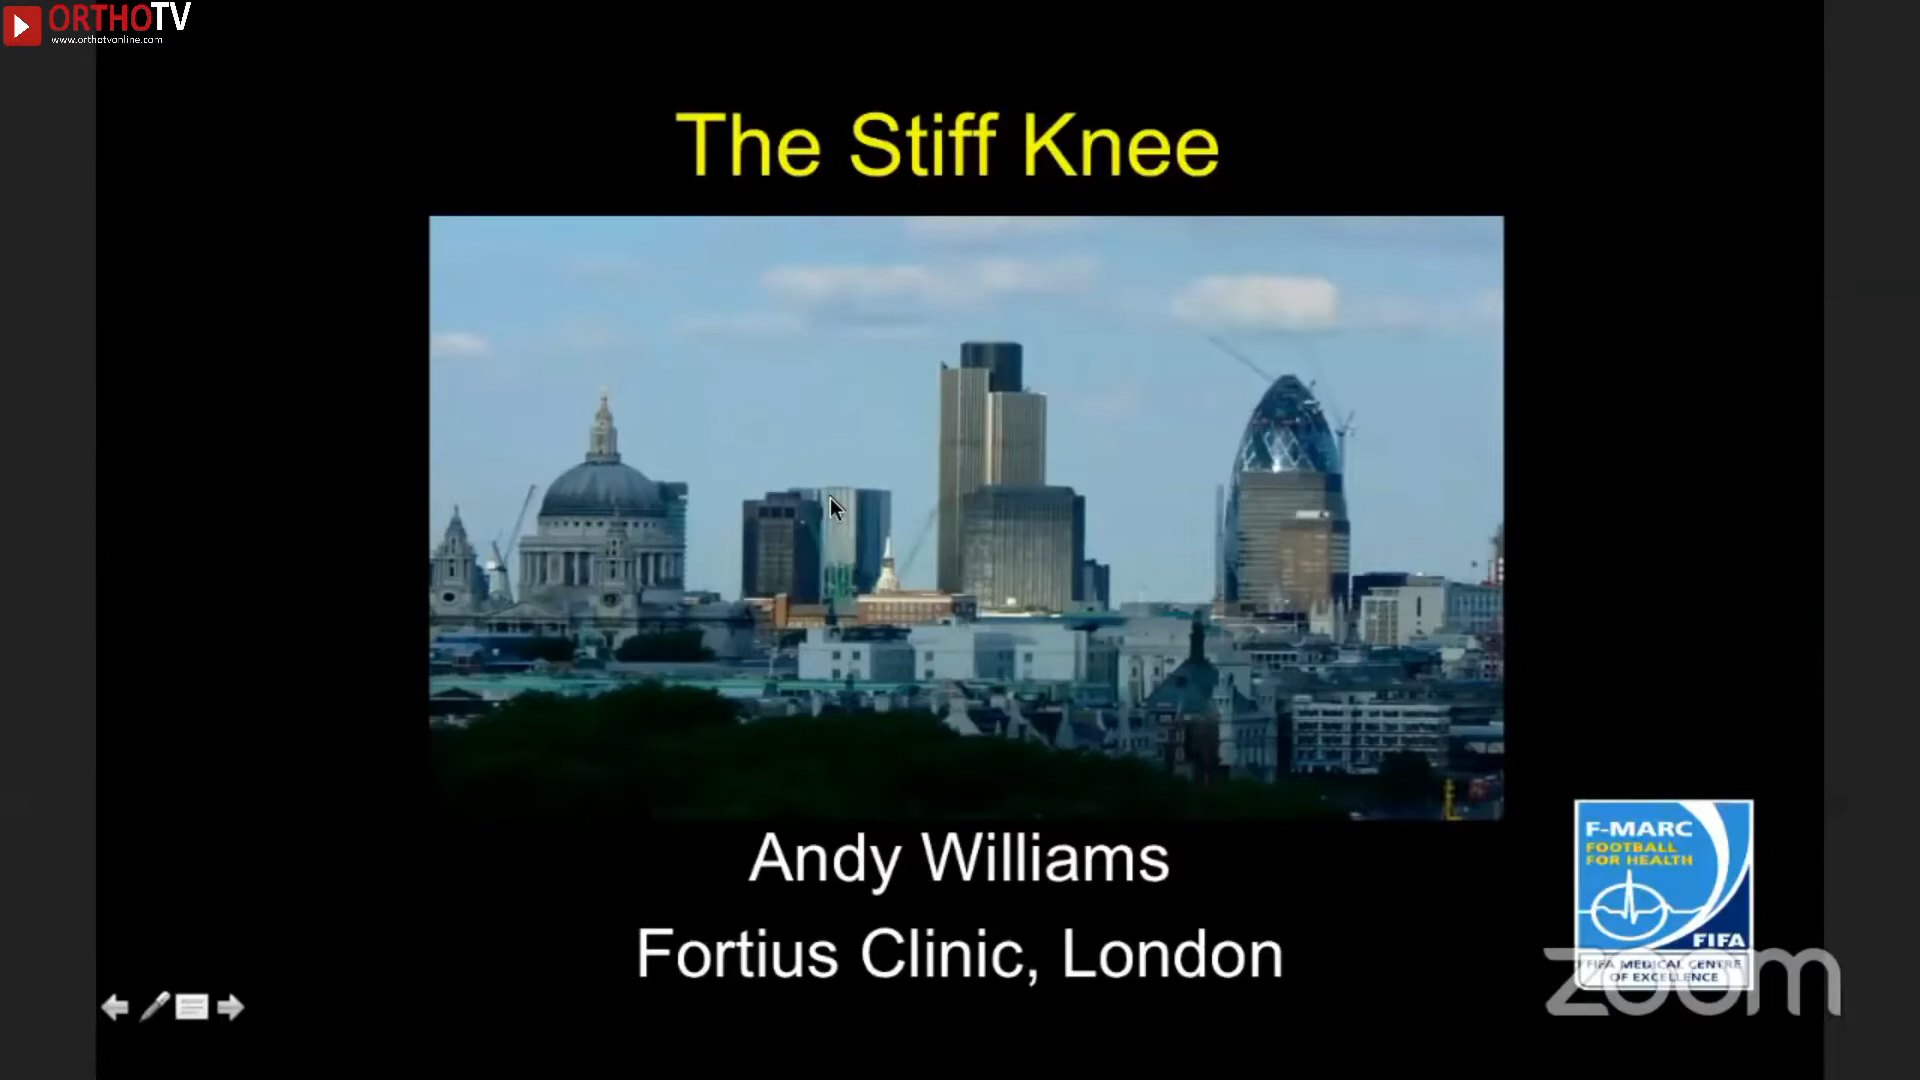 ORTHOTV
www.orthotvonline.com
The Stiff Knee
Andy Williams
Fortius Clinic, London
F-MARC
FOOTBALL
FOR HEALTH
FIFA
FIFA MEDICAL CENTRE
OF EXCELLENCE
zoom